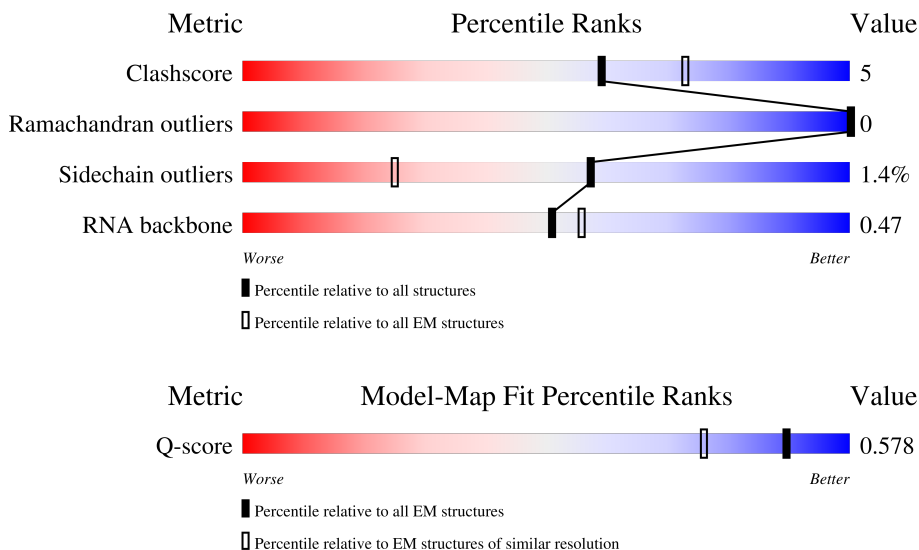 Metric Percentile Ranks Value
Clashscore 5
Ramachandran outliers 0
Sidechain outliers 1.4%
RNA backbone 0.47
Worse Better
Percentile relative to all structures
Percentile relative to all EM structures
Metric Model-Map Fit Percentile Ranks Value
Q-score 0.578
Worse Better
Percentile relative to all EM structures
Percentile relative to EM structures of similar resolution